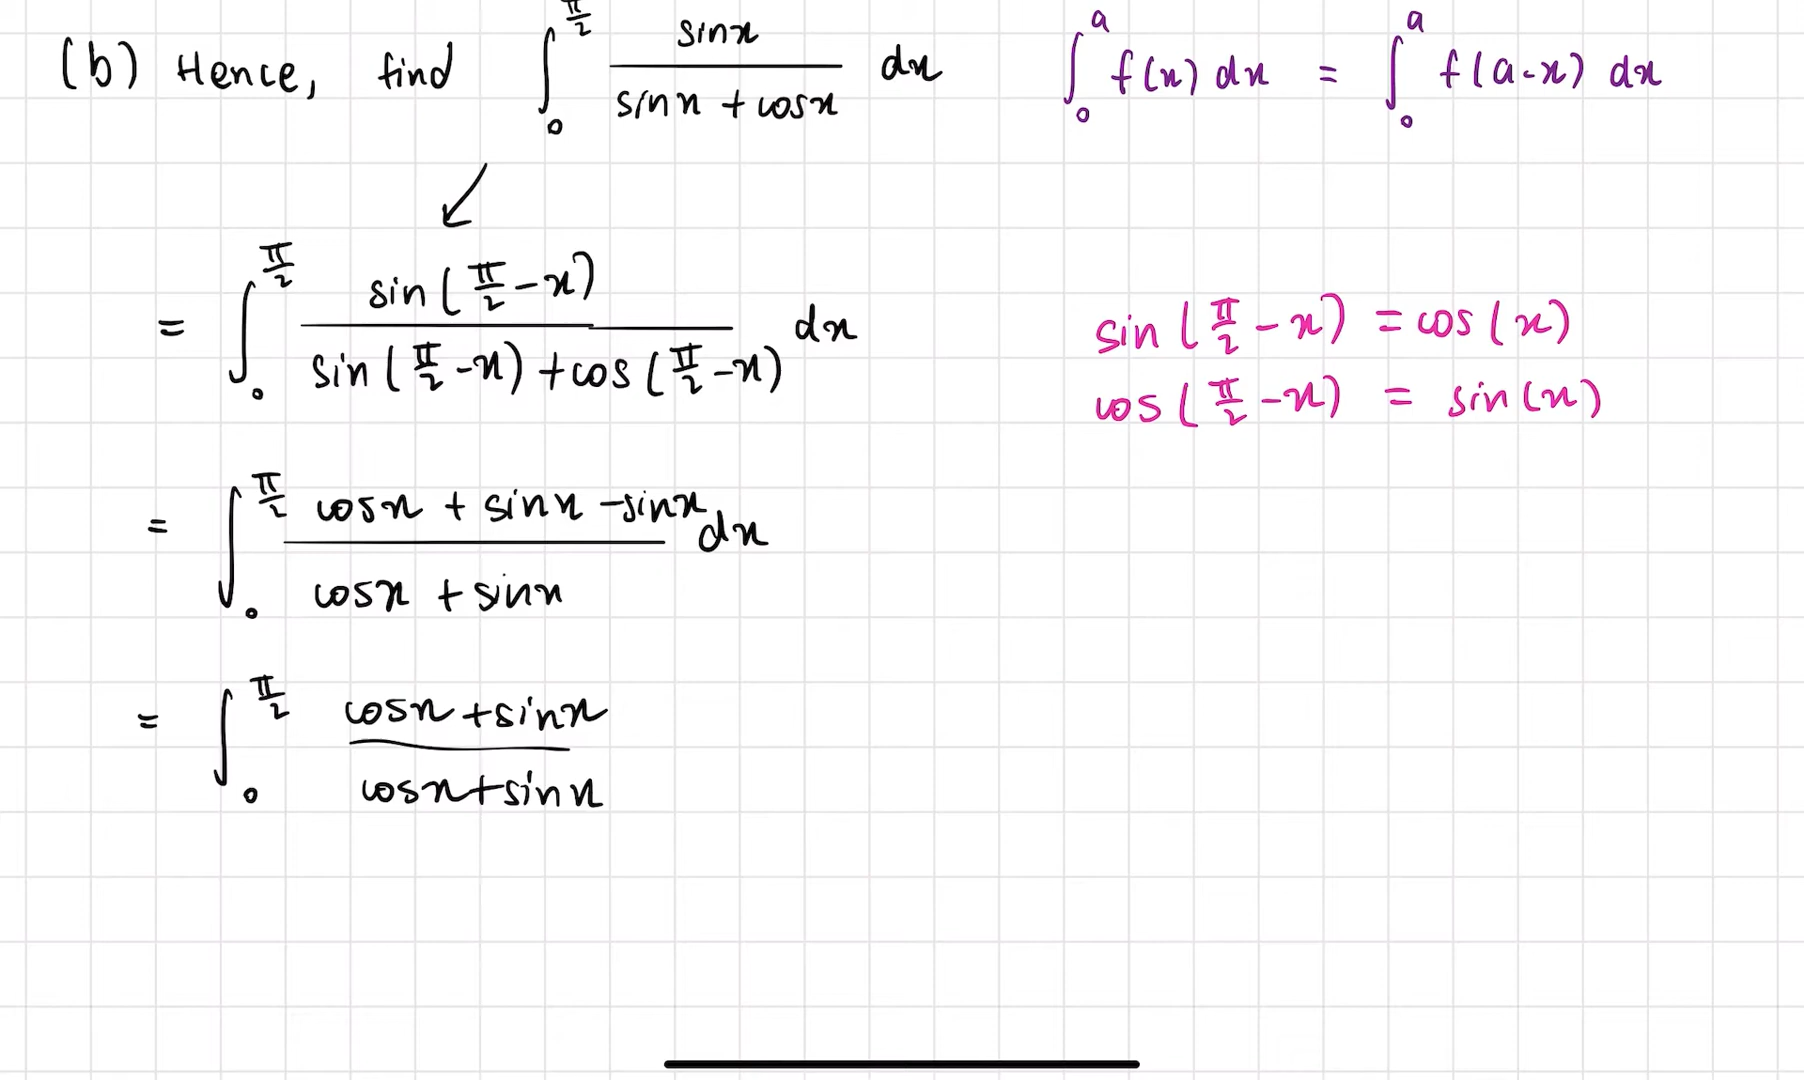 (b) Hence, find ∫₀^(π/2) sinx / (sinx + cosx) dx
∫₀^a f(x) dx = ∫₀^a f(a-x) dx
= ∫₀^(π/2) sin(π/2 - x) / (sin(π/2 - x) + cos(π/2 - x)) dx
sin(π/2 - x) = cos(x)
cos(π/2 - x) = sin(x)
= ∫₀^(π/2) (cosx + sinx - sinx) / (cosx + sinx) dx
= ∫₀^(π/2) (cosx + sinx) / (cosx + sinx)